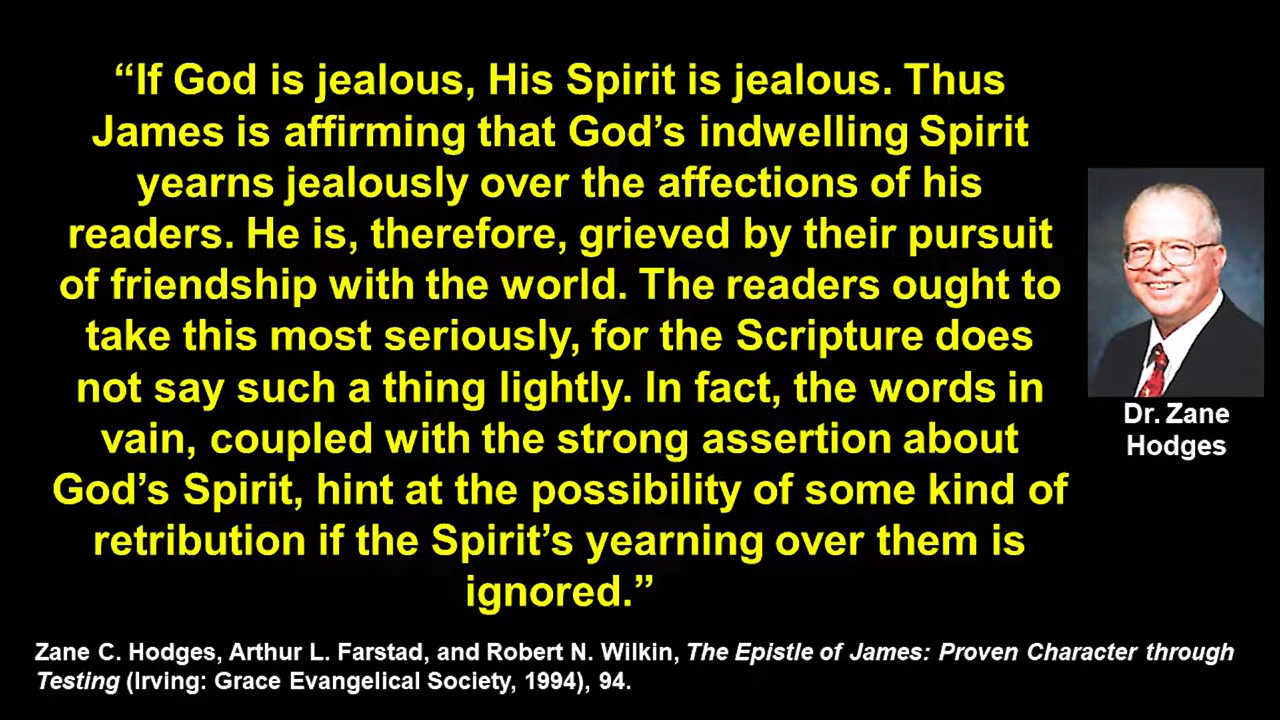 “If God is jealous, His Spirit is jealous. Thus
James is affirming that God’s indwelling Spirit
yearns jealously over the affections of his
readers. He is, therefore, grieved by their pursuit
of friendship with the world. The readers ought to
take this most seriously, for the Scripture does
not say such a thing lightly. In fact, the words in
vain, coupled with the strong assertion about
God’s Spirit, hint at the possibility of some kind of
retribution if the Spirit’s yearning over them is
ignored.”
Dr. Zane
Hodges
Zane C. Hodges, Arthur L. Farstad, and Robert N. Wilkin, The Epistle of James: Proven Character through
Testing (Irving: Grace Evangelical Society, 1994), 94.